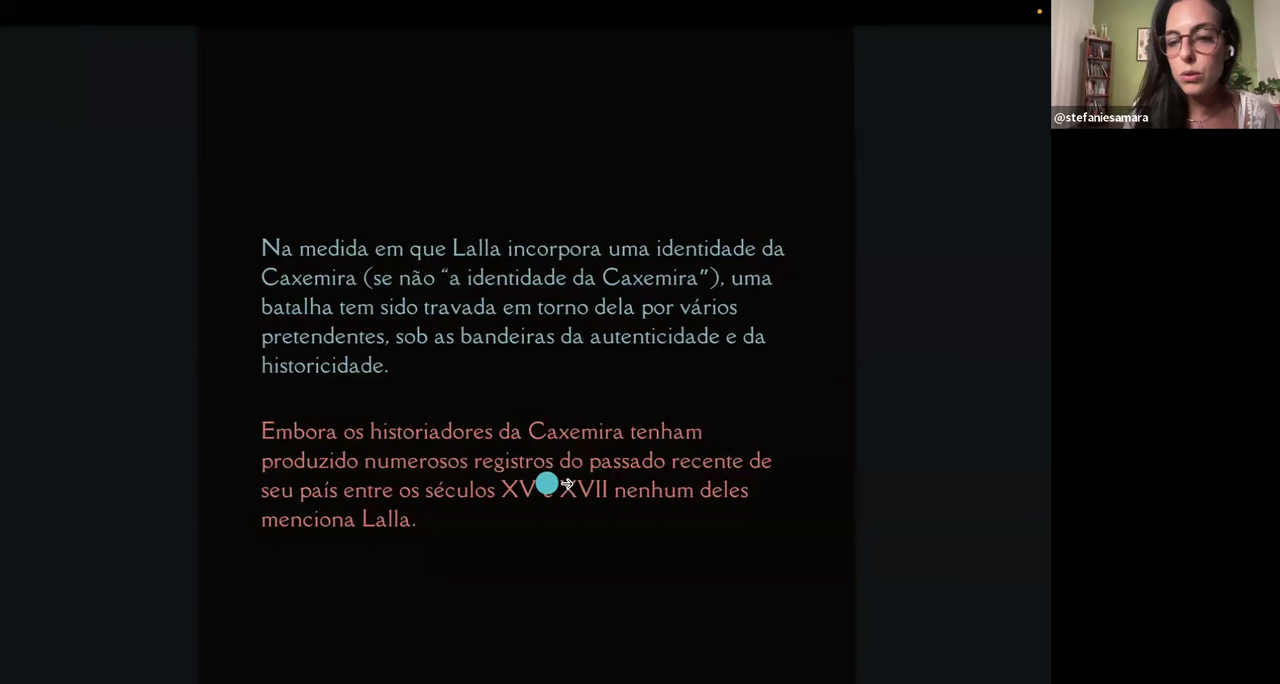 @stefaniesamara
Na medida em que Lalla incorpora uma identidade da
Caxemira (se não “a identidade da Caxemira”), uma
batalha tem sido travada em torno dela por vários
pretendentes, sob as bandeiras da autenticidade e da
historicidade.
Embora os historiadores da Caxemira tenham
produzido numerosos registros do passado recente de
seu país entre os séculos XV e XVII nenhum deles
menciona Lalla.